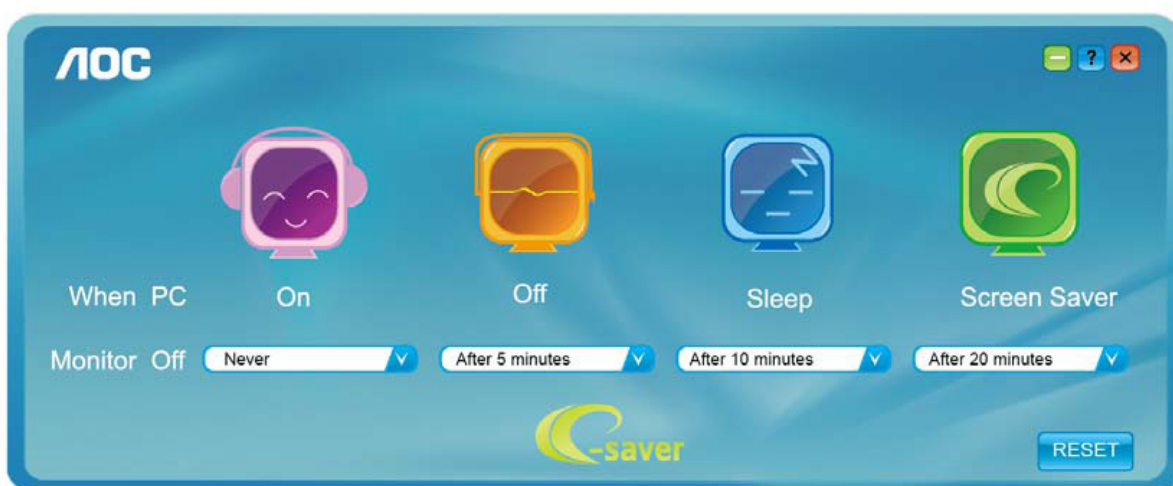 AOC
?
When PC On Off Sleep Screen Saver
Monitor Off Never After 5 minutes After 10 minutes After 20 minutes
e-saver
RESET